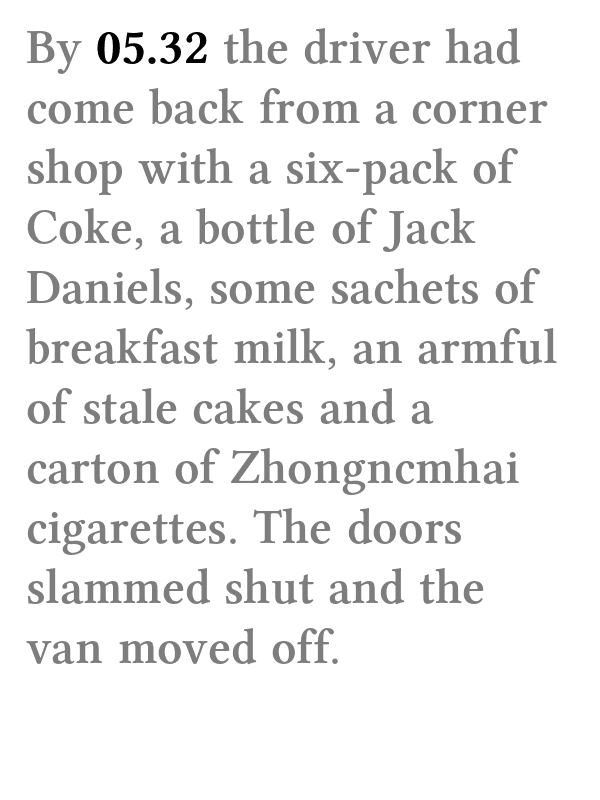 By 05.32 the driver had
come back from a corner
shop with a six-pack of
Coke, a bottle of Jack
Daniels, some sachets of
breakfast milk, an armful
of stale cakes and a
carton of Zhongncmhai
cigarettes. The doors
slammed shut and the
van moved off.